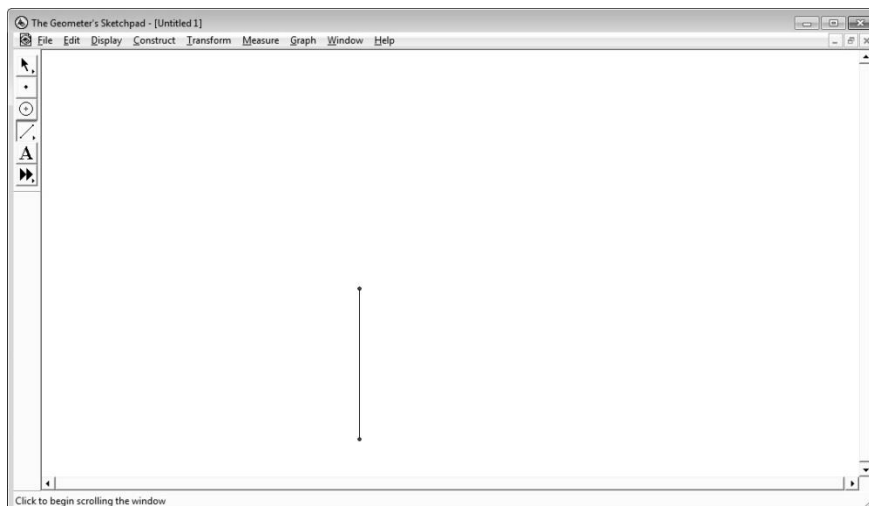 The Geometer's Sketchpad - [Untitled 1]
File Edit Display Construct Transform Measure Graph Window Help
A
Click to begin scrolling the window